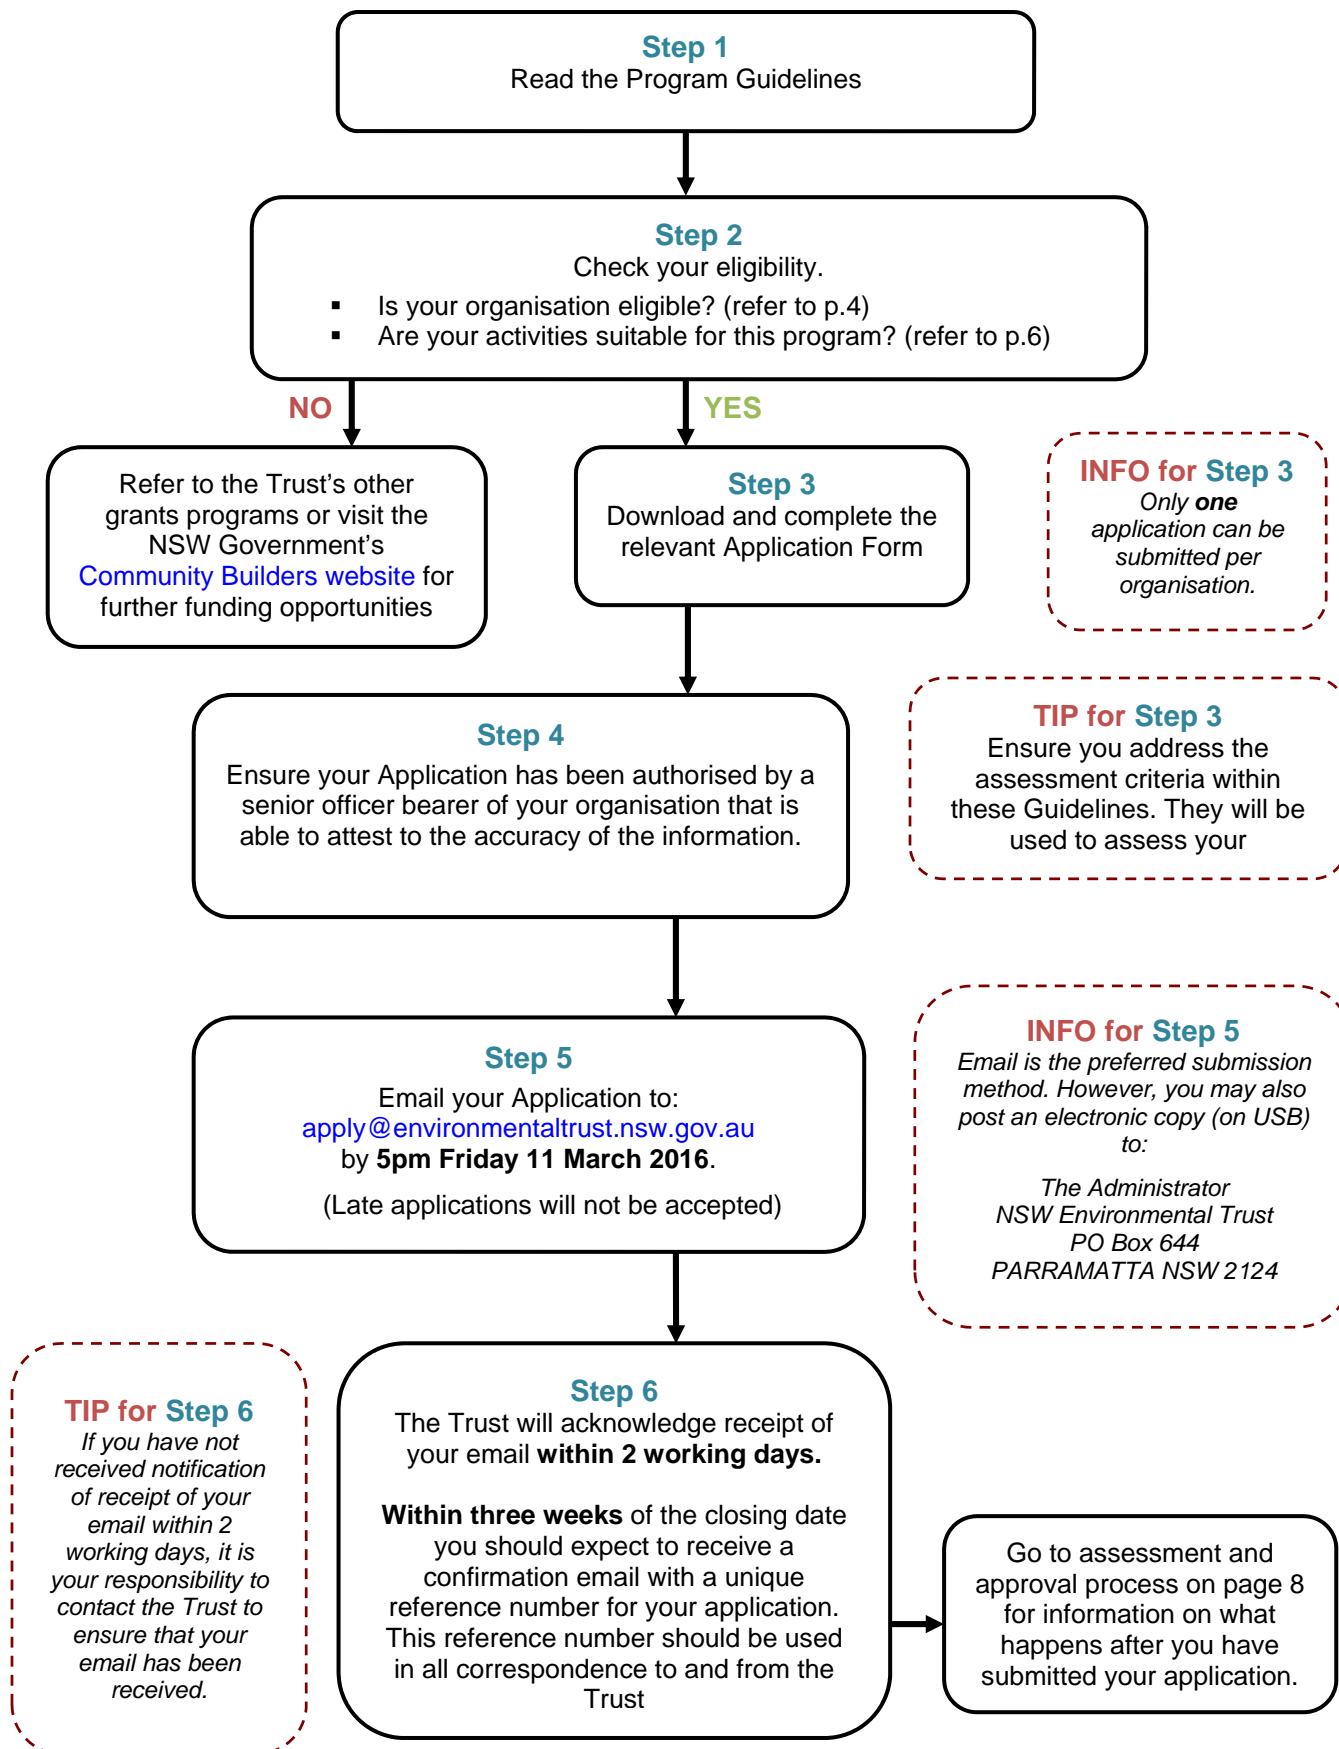 Step 1
Read the Program Guidelines
Step 2
Check your eligibility.
▪ Is your organisation eligible? (refer to p.4)
▪ Are your activities suitable for this program? (refer to p.6)
NO
YES
Refer to the Trust's other
grants programs or visit the
NSW Government's
Community Builders website for
further funding opportunities
Step 3
Download and complete the
relevant Application Form
INFO for Step 3
Only one
application can be
submitted per
organisation.
TIP for Step 3
Ensure you address the
assessment criteria within
these Guidelines. They will be
used to assess your
Step 4
Ensure your Application has been authorised by a
senior officer bearer of your organisation that is
able to attest to the accuracy of the information.
Step 5
Email your Application to:
apply@environmentaltrust.nsw.gov.au
by 5pm Friday 11 March 2016.
(Late applications will not be accepted)
INFO for Step 5
Email is the preferred submission
method. However, you may also
post an electronic copy (on USB)
to:
The Administrator
NSW Environmental Trust
PO Box 644
PARRAMATTA NSW 2124
TIP for Step 6
If you have not
received notification
of receipt of your
email within 2
working days, it is
your responsibility to
contact the Trust to
ensure that your
email has been
received.
Step 6
The Trust will acknowledge receipt of
your email within 2 working days.
Within three weeks of the closing date
you should expect to receive a
confirmation email with a unique
reference number for your application.
This reference number should be used
in all correspondence to and from the
Trust
Go to assessment and
approval process on page 8
for information on what
happens after you have
submitted your application.